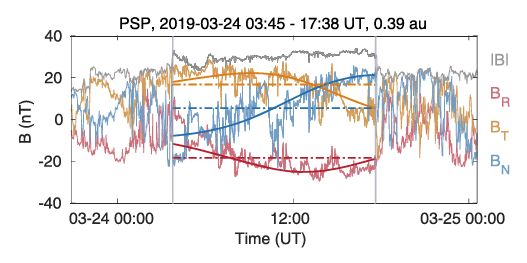 PSP, 2019-03-24 03:45 - 17:38 UT, 0.39 au
40
20
0
-20
-40
B (nT)
03-24 00:00
12:00
03-25 00:00
Time (UT)
|B|
B_R
B_T
B_N